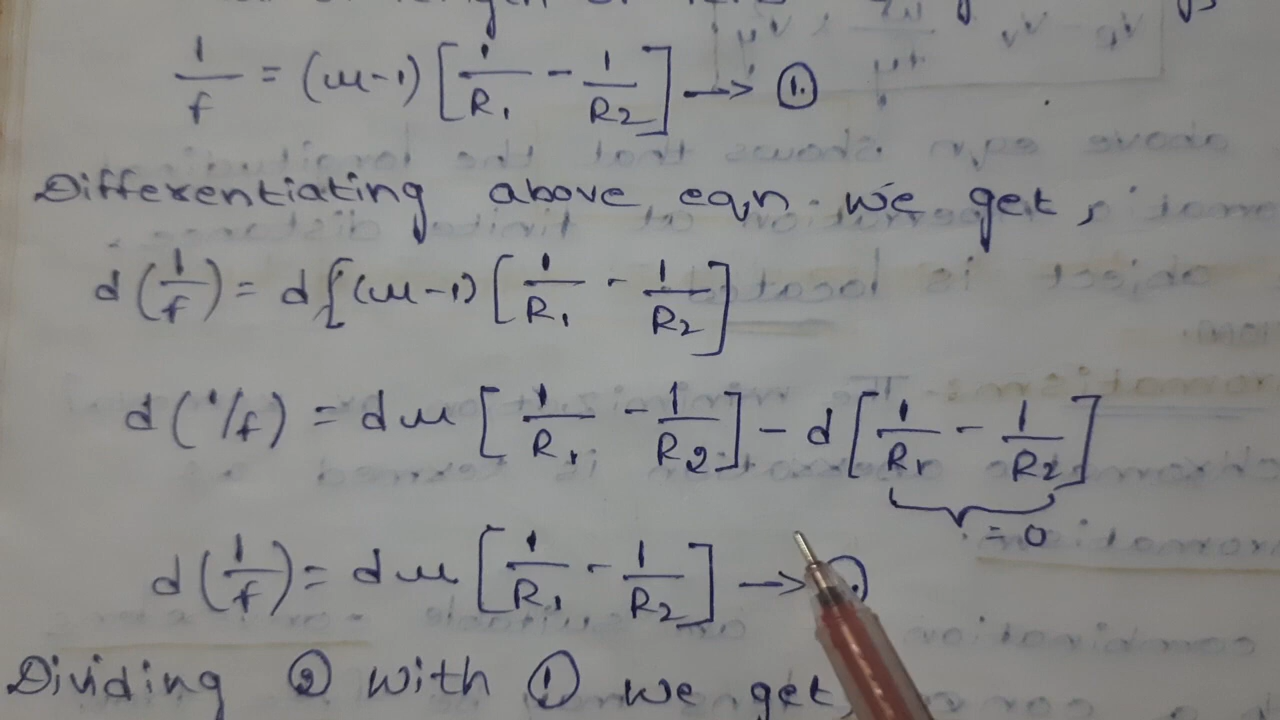 length of
1/f = (μ-1) [1/R₁ - 1/R₂] → ①
Differentiating above eqn. we get,
d(1/f) = d{(μ-1) [1/R₁ - 1/R₂]
d(1/f) = dμ [1/R₁ - 1/R₂] - d[1/R₁ - 1/R₂]
= 0
d(1/f) = dμ [1/R₁ - 1/R₂] →
Dividing ② with ① we get,